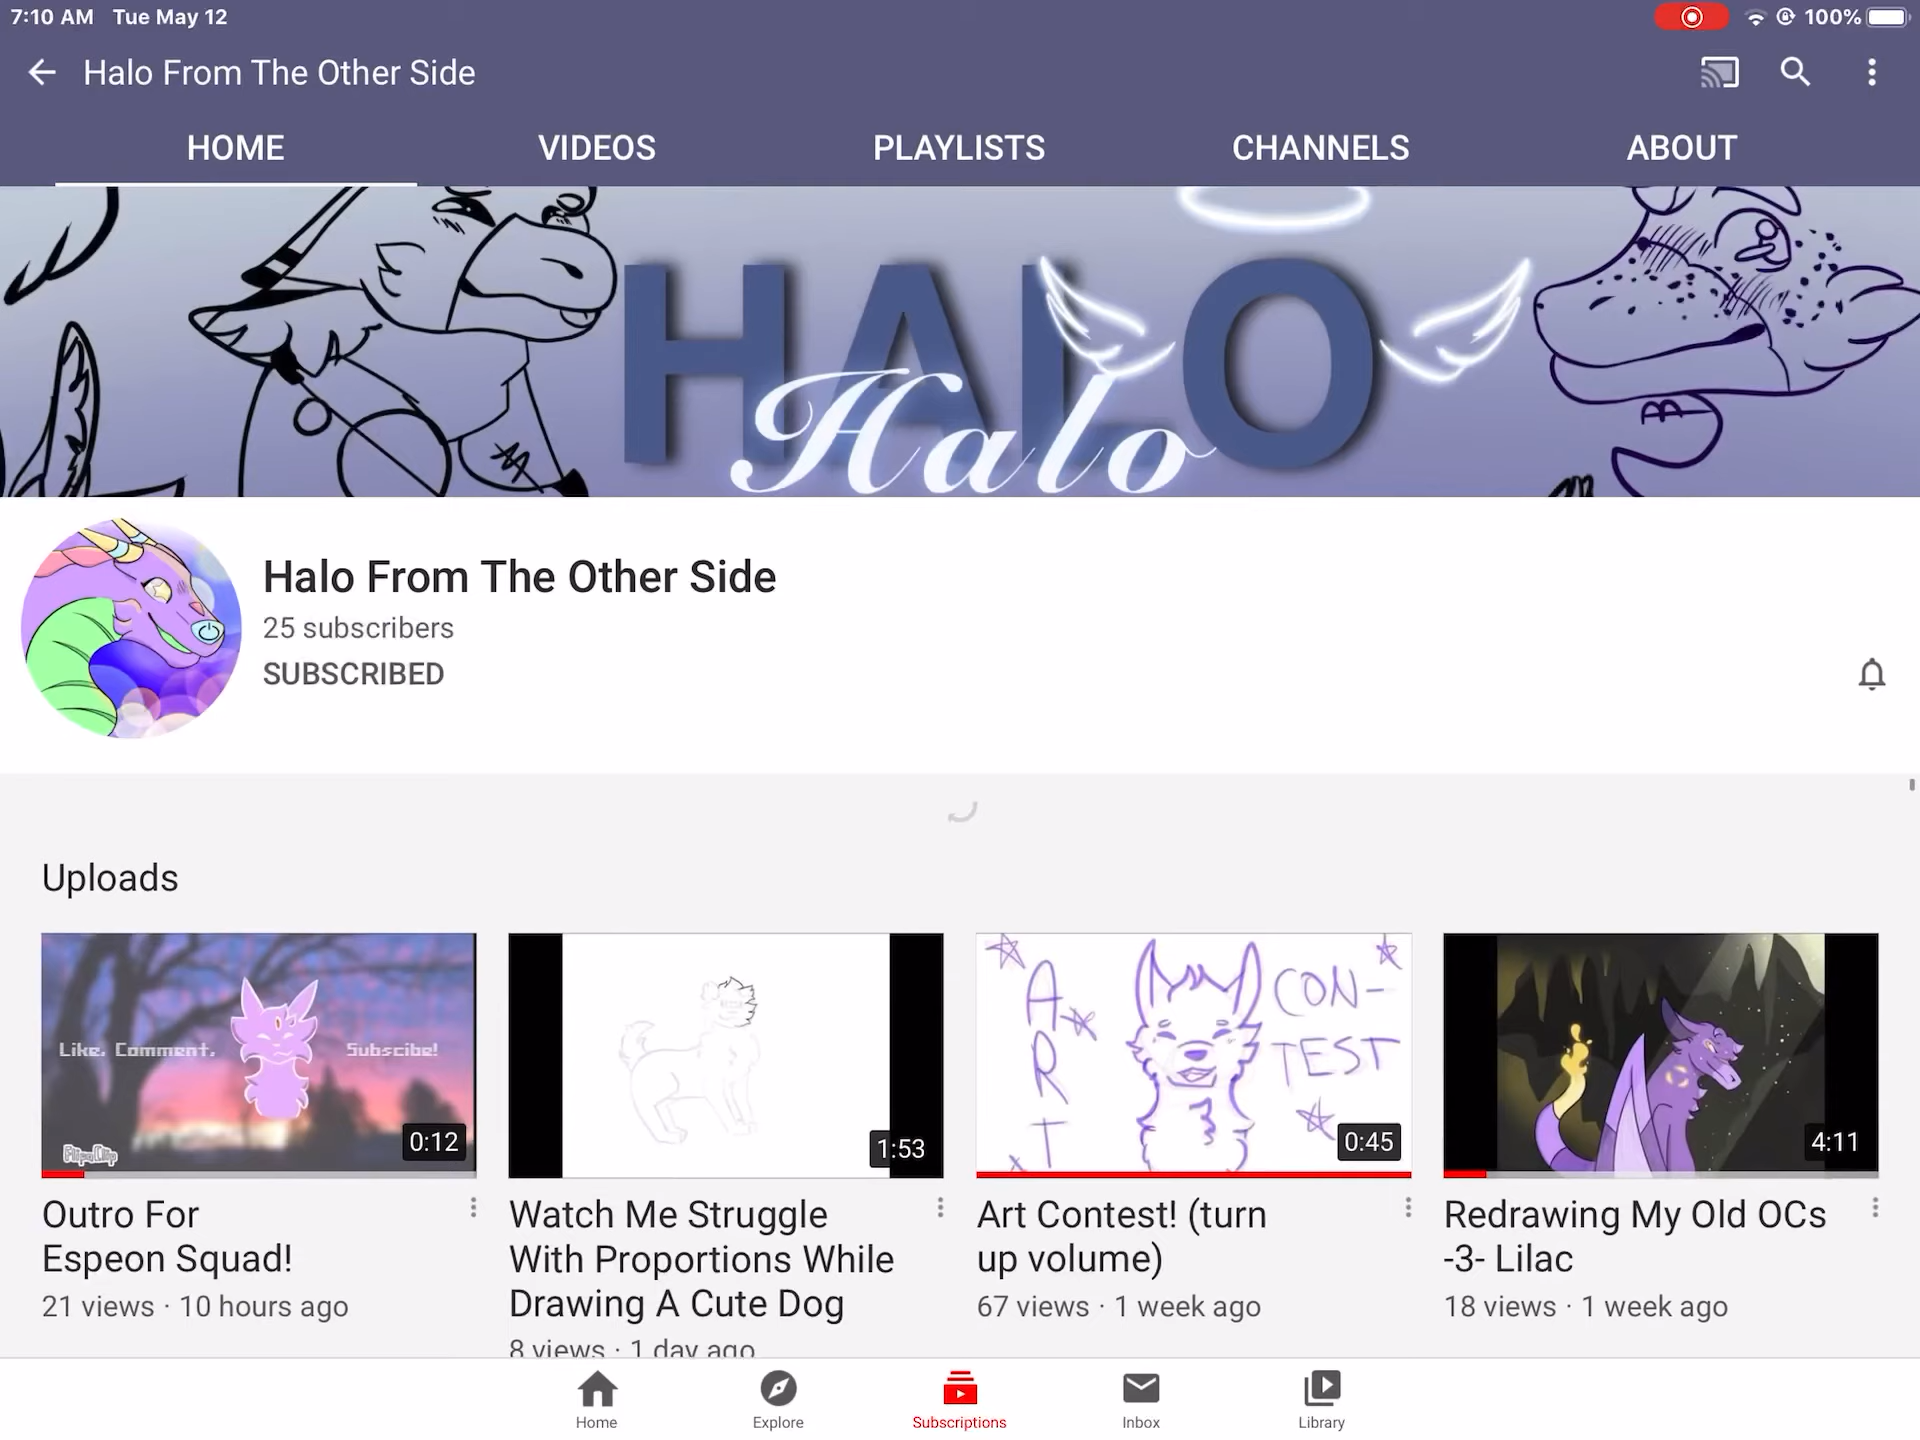 7:10 AM Tue May 12
100%
Halo From The Other Side
HOME VIDEOS PLAYLISTS CHANNELS ABOUT
HALO
Halo
Halo From The Other Side
25 subscribers
SUBSCRIBED
Uploads
Like, Comment, Subscibe!
0:12
Outro For
Espeon Squad!
21 views · 10 hours ago
1:53
Watch Me Struggle
With Proportions While
Drawing A Cute Dog
8 views · 1 day ago
ART
CON-
TEST
0:45
Art Contest! (turn
up volume)
67 views · 1 week ago
4:11
Redrawing My Old OCs
-3- Lilac
18 views · 1 week ago
Home Explore Subscriptions Inbox Library